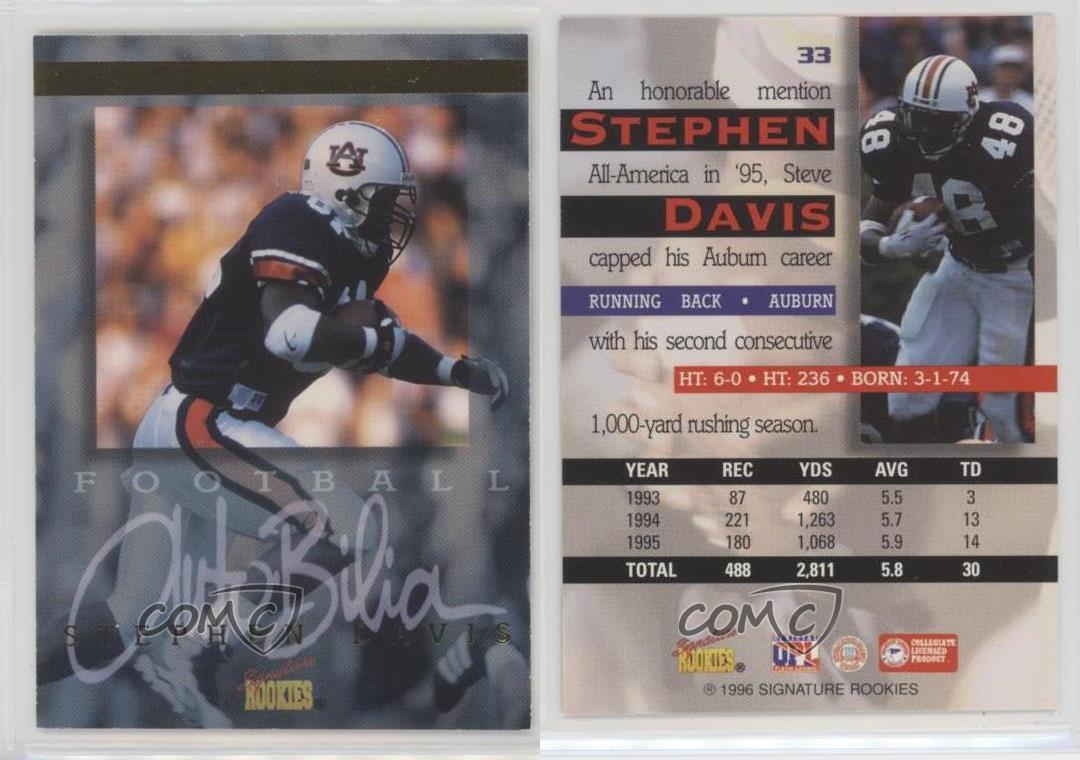 FOOTBALL
AutoBilia
STEPHEN DAVIS
Signature
ROOKIES
COMC
33
An honorable mention
STEPHEN
All-America in '95, Steve
DAVIS
capped his Auburn career
RUNNING BACK • AUBURN
with his second consecutive
HT: 6-0 • HT: 236 • BORN: 3-1-74
1,000-yard rushing season.
YEAR REC YDS AVG TD
1993 87 480 5.5 3
1994 221 1,263 5.7 13
1995 180 1,068 5.9 14
TOTAL 488 2,811 5.8 30
COMC
Signature
ROOKIES®
COLLEGIATE
LICENSED
PRODUCT
® 1996 SIGNATURE ROOKIES
48
48
48